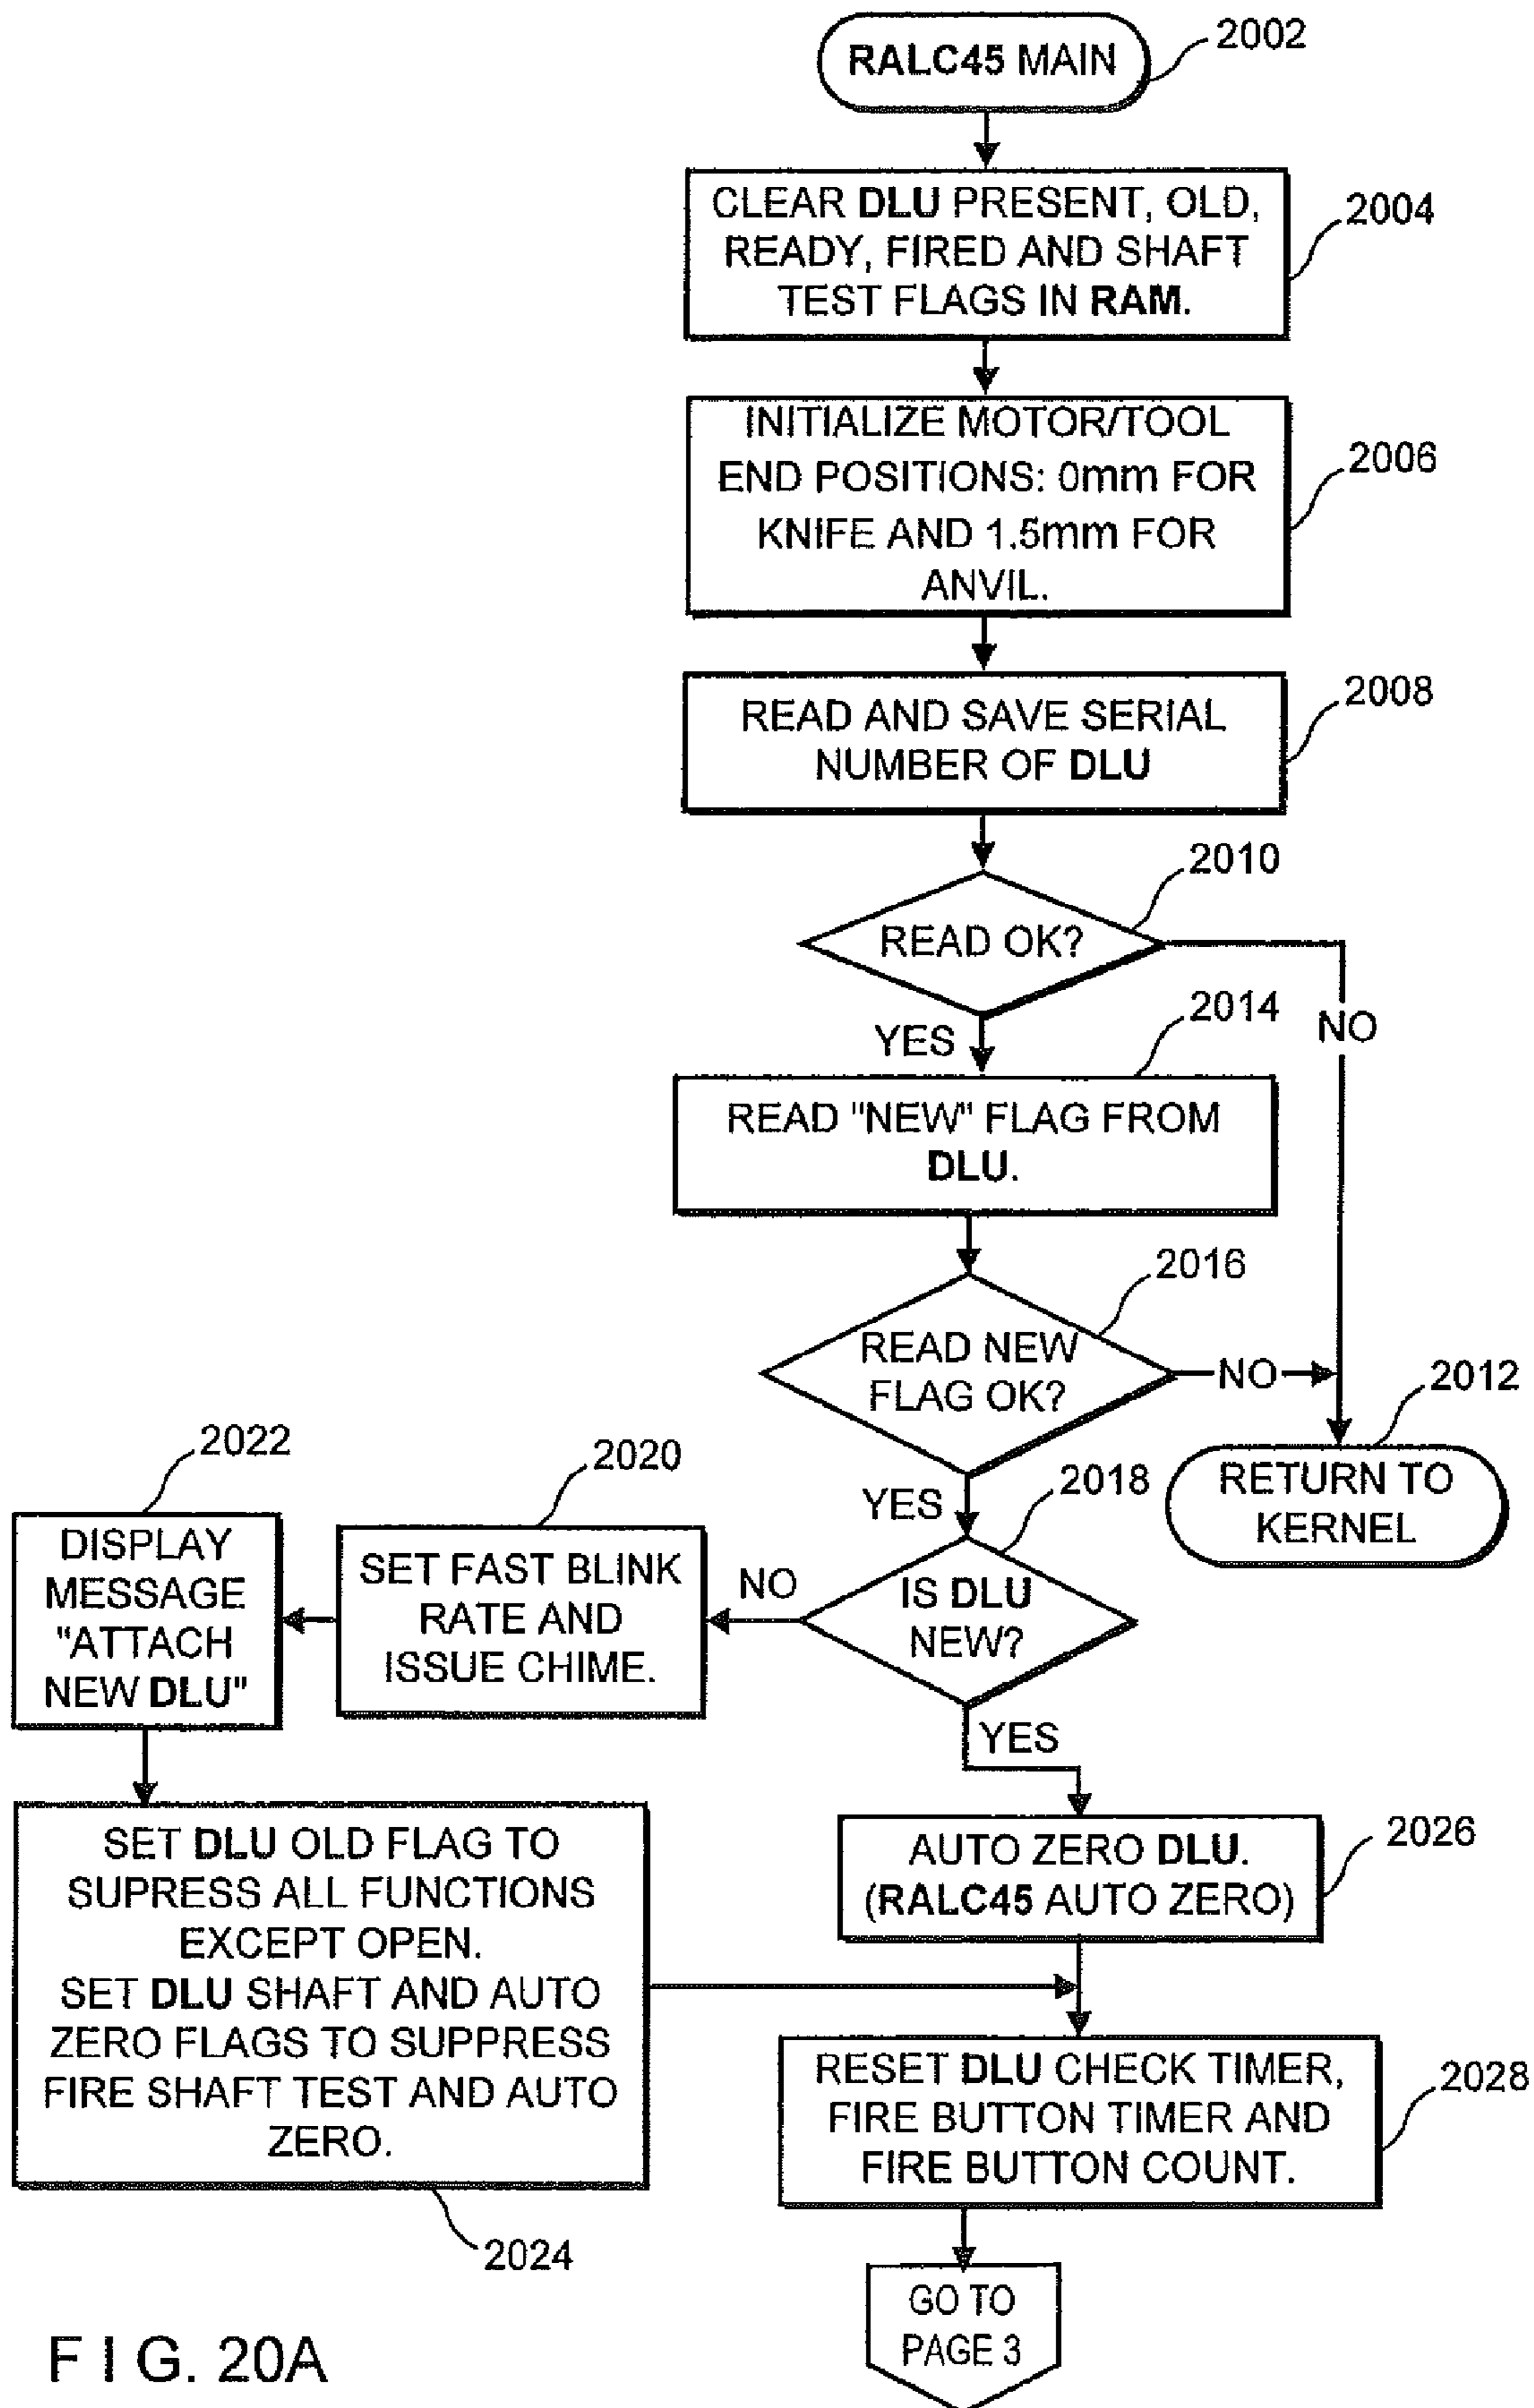 RALC45 MAIN
2002
CLEAR DLU PRESENT, OLD,
READY, FIRED AND SHAFT
TEST FLAGS IN RAM.
2004
INITIALIZE MOTOR/TOOL
END POSITIONS: 0mm FOR
KNIFE AND 1.5mm FOR
ANVIL.
2006
READ AND SAVE SERIAL
NUMBER OF DLU
2008
READ OK?
2010
NO
YES
2014
READ "NEW" FLAG FROM
DLU.
2016
READ NEW
FLAG OK?
NO
2012
RETURN TO
KERNEL
YES
2018
IS DLU
NEW?
NO
2020
SET FAST BLINK
RATE AND
ISSUE CHIME.
2022
DISPLAY
MESSAGE
"ATTACH
NEW DLU"
YES
SET DLU OLD FLAG TO
SUPRESS ALL FUNCTIONS
EXCEPT OPEN.
SET DLU SHAFT AND AUTO
ZERO FLAGS TO SUPPRESS
FIRE SHAFT TEST AND AUTO
ZERO.
2024
AUTO ZERO DLU.
(RALC45 AUTO ZERO)
2026
RESET DLU CHECK TIMER,
FIRE BUTTON TIMER AND
FIRE BUTTON COUNT.
2028
GO TO
PAGE 3
F I G. 20A